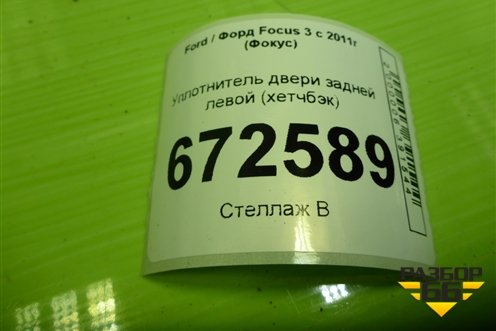 Ford / Форд Focus 3 с 2011г
(Фокус)
Уплотнитель двери задней
левой (хетчбэк)
672589
Стеллаж В
РАЗБОР
66